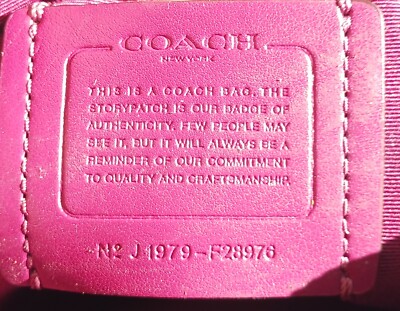 COACH
NEW YORK
THIS IS A COACH BAG. THE
STORYPATCH IS OUR BADGE OF
AUTHENTICITY. FEW PEOPLE MAY
SEE IT, BUT IT WILL ALWAYS BE A
REMINDER OF OUR COMMITMENT
TO QUALITY AND CRAFTSMANSHIP.
Nº J1979-F28976